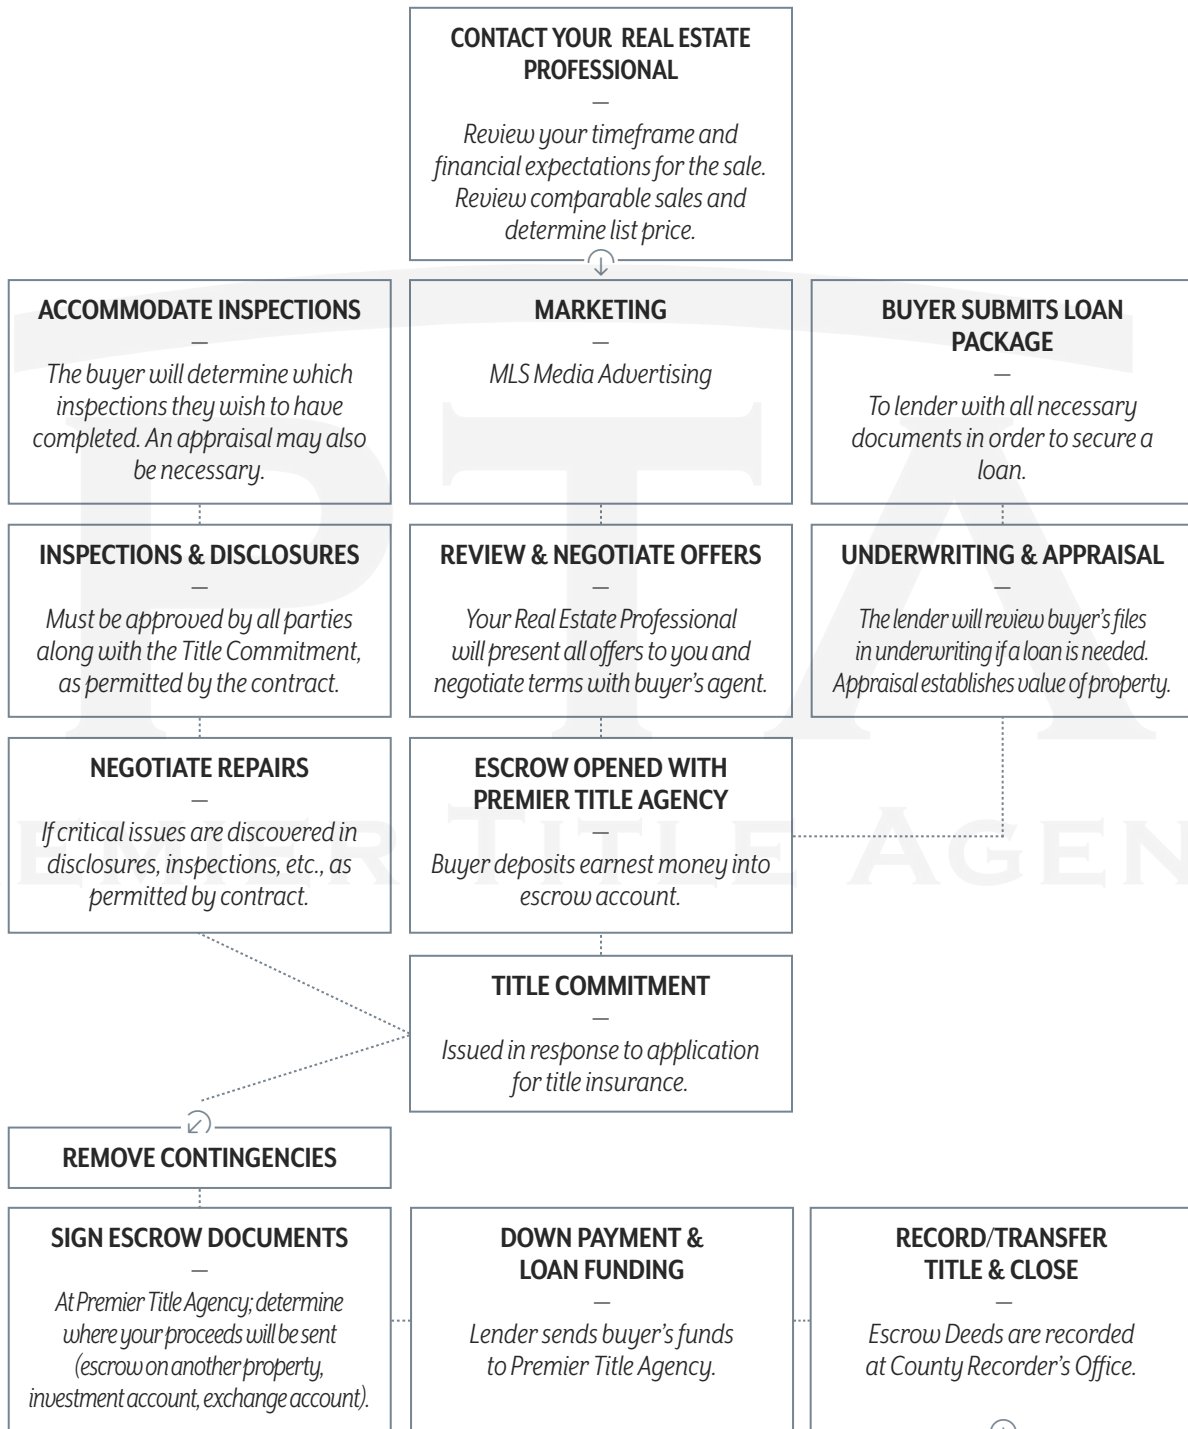 CONTACT YOUR REAL ESTATE
PROFESSIONAL
—
Review your timeframe and
financial expectations for the sale.
Review comparable sales and
determine list price.
ACCOMMODATE INSPECTIONS
—
The buyer will determine which
inspections they wish to have
completed. An appraisal may also
be necessary.
MARKETING
—
MLS Media Advertising
BUYER SUBMITS LOAN
PACKAGE
—
To lender with all necessary
documents in order to secure a
loan.
INSPECTIONS & DISCLOSURES
—
Must be approved by all parties
along with the Title Commitment,
as permitted by the contract.
REVIEW & NEGOTIATE OFFERS
—
Your Real Estate Professional
will present all offers to you and
negotiate terms with buyer's agent.
UNDERWRITING & APPRAISAL
—
The lender will review buyer's files
in underwriting if a loan is needed.
Appraisal establishes value of property.
NEGOTIATE REPAIRS
—
If critical issues are discovered in
disclosures, inspections, etc., as
permitted by contract.
ESCROW OPENED WITH
PREMIER TITLE AGENCY
—
Buyer deposits earnest money into
escrow account.
TITLE COMMITMENT
—
Issued in response to application
for title insurance.
REMOVE CONTINGENCIES
SIGN ESCROW DOCUMENTS
—
At Premier Title Agency; determine
where your proceeds will be sent
(escrow on another property,
investment account, exchange account).
DOWN PAYMENT &
LOAN FUNDING
—
Lender sends buyer's funds
to Premier Title Agency.
RECORD/TRANSFER
TITLE & CLOSE
—
Escrow Deeds are recorded
at County Recorder's Office.
PTA
EMIER TITLE AGEN